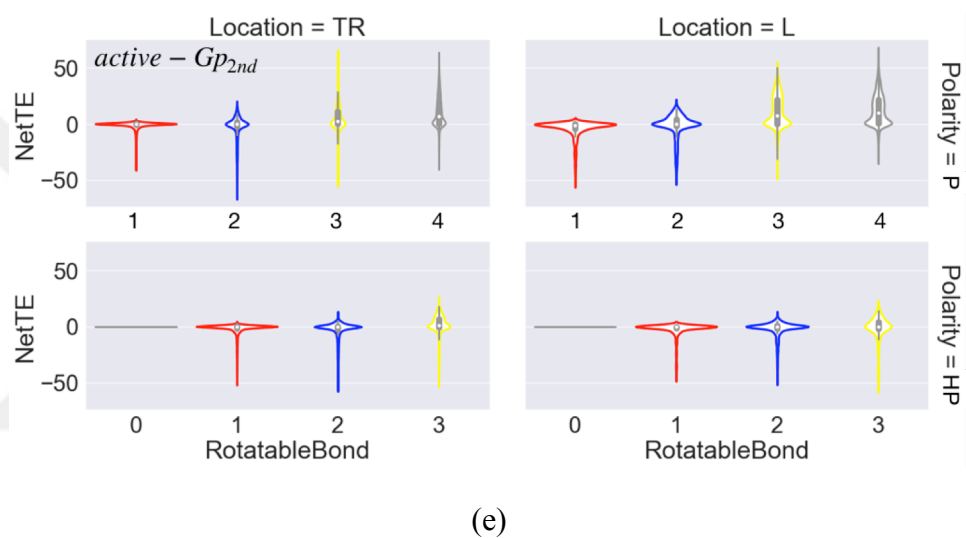 Location = TR
Location = L
active − Gp2nd
NetTE
50
0
−50
1 2 3 4
1 2 3 4
Polarity = P
NetTE
50
0
−50
0 1 2 3
0 1 2 3
Polarity = HP
RotatableBond
RotatableBond
(e)